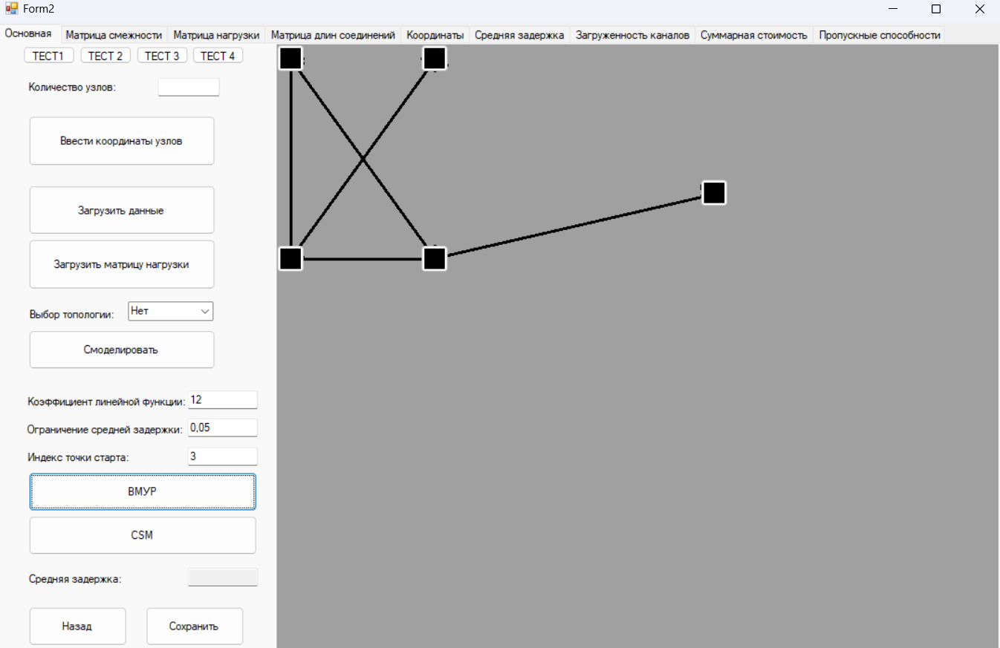 Form2
Основная Матрица смежности Матрица нагрузки Матрица длин соединений Координаты Средняя задержка Загруженность каналов Суммарная стоимость Пропускные способности
ТЕСТ1 ТЕСТ 2 ТЕСТ 3 ТЕСТ 4
Количество узлов:
Ввести координаты узлов
Загрузить данные
Загрузить матрицу нагрузки
Выбор топологии: Нет
Смоделировать
Коэффициент линейной функции: 12
Ограничение средней задержки: 0,05
Индекс точки старта: 3
ВМУР
CSM
Средняя задержка:
Назад Сохранить